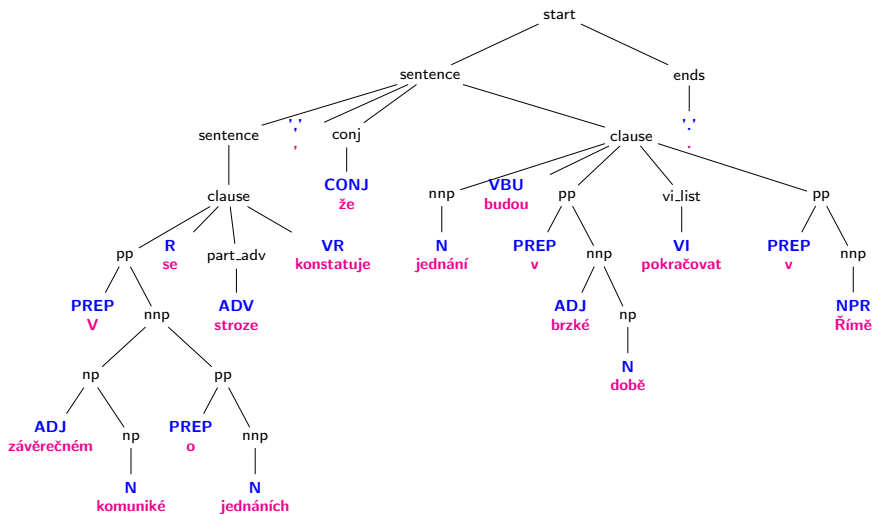 start
sentence ends
sentence ',' conj clause '.'
, .
clause CONJ nnp VBU pp vi_list pp
že budou
pp R part_adv VR N PREP nnp VI PREP nnp
se konstatuje jednání v pokračovat v
PREP nnp ADV ADJ np NPR
V stroze brzké Římě
np pp N
době
ADJ np PREP nnp
závěrečném o
N N
komuniké jednáních